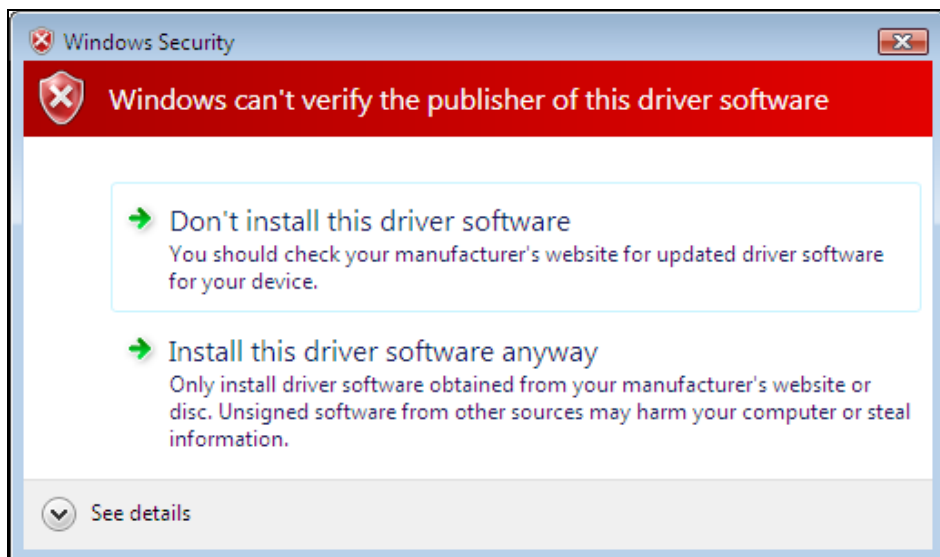 Windows Security
Windows can't verify the publisher of this driver software
Don't install this driver software
You should check your manufacturer's website for updated driver software
for your device.
Install this driver software anyway
Only install driver software obtained from your manufacturer's website or
disc. Unsigned software from other sources may harm your computer or steal
information.
See details